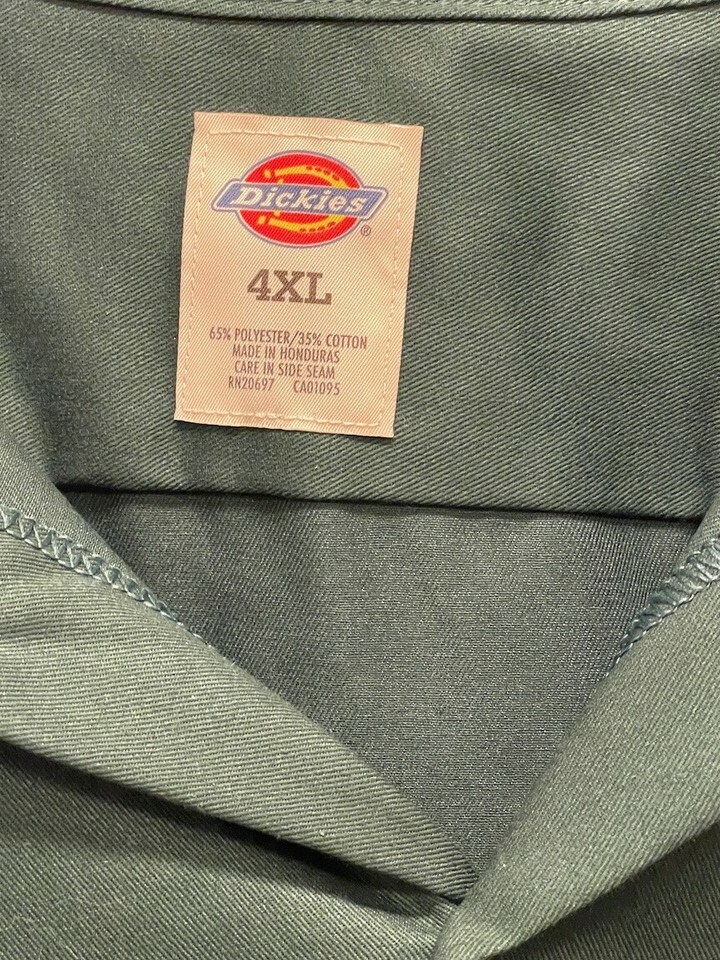 Dickies
®
4XL
65% POLYESTER/35% COTTON
MADE IN HONDURAS
CARE IN SIDE SEAM
RN20697 CA01095